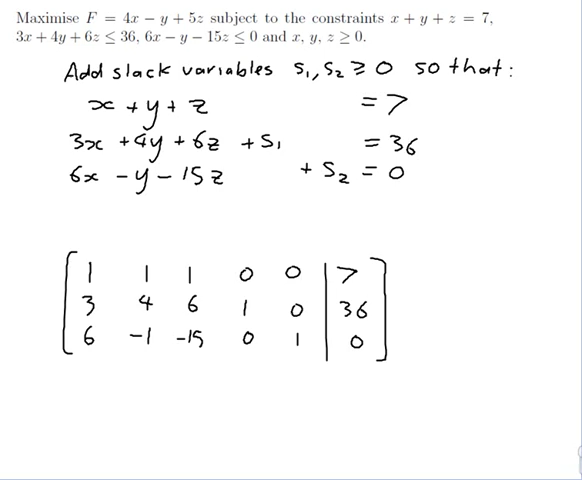 Maximise F = 4x − y + 5z subject to the constraints x + y + z = 7,
3x + 4y + 6z ≤ 36, 6x − y − 15z ≤ 0 and x, y, z ≥ 0.
Add slack variables s₁, s₂ ≥ 0 so that:
x + y + z = 7
3x + 4y + 6z + s₁ = 36
6x − y − 15z + s₂ = 0
1 1 1 0 0 | 7
3 4 6 1 0 | 36
6 −1 −15 0 1 | 0